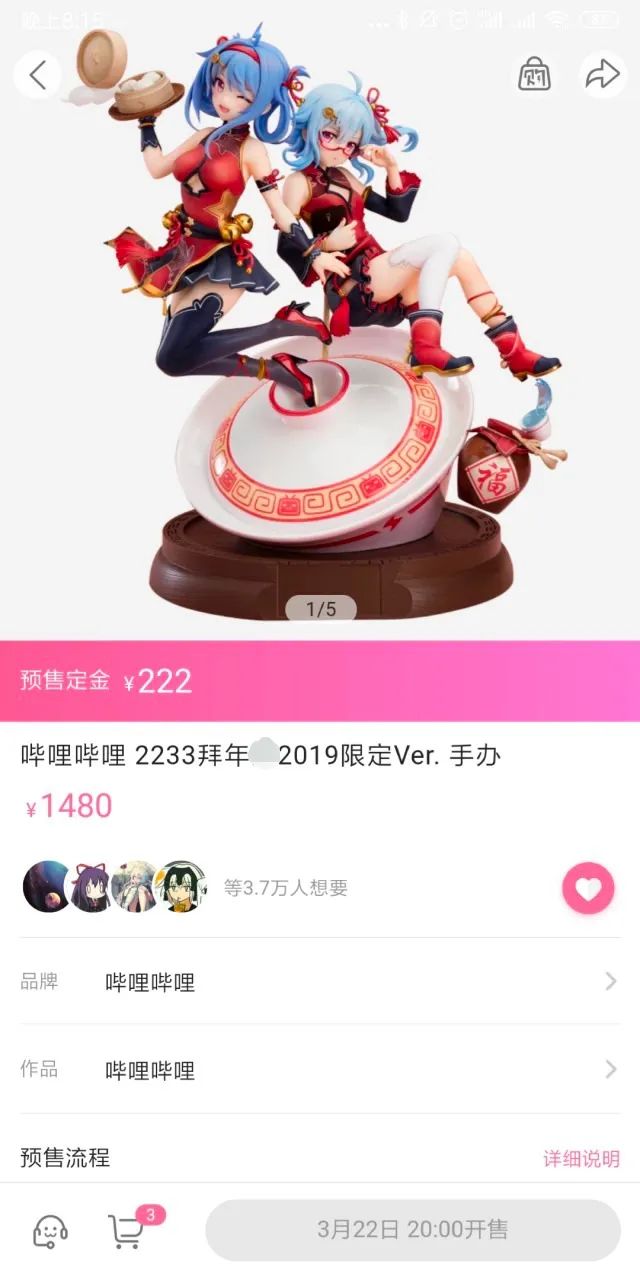 晚上8:15
福
1/5
预售定金 ¥222
哔哩哔哩 2233拜年 2019限定Ver. 手办
¥1480
等3.7万人想要
品牌 哔哩哔哩
作品 哔哩哔哩
预售流程 详细说明
3
3月22日 20:00开售